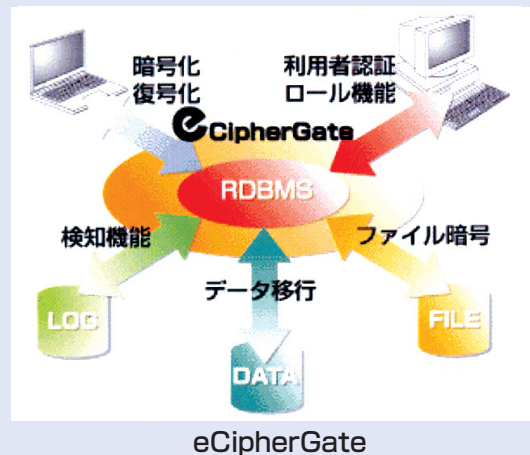 暗号化
復号化
利用者認証
ロール機能
eCipherGate
RDBMS
検知機能
ファイル暗号
データ移行
LOG
FILE
DATA
eCipherGate